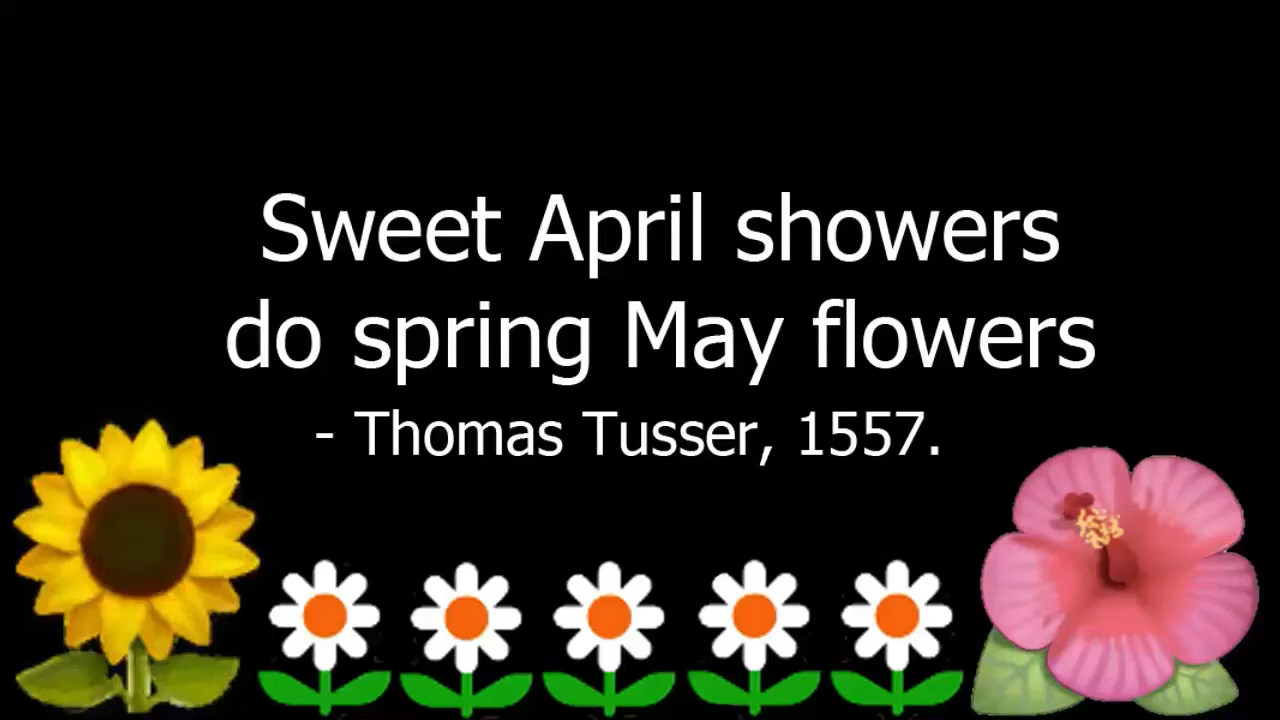 Sweet April showers
do spring May flowers
- Thomas Tusser, 1557.